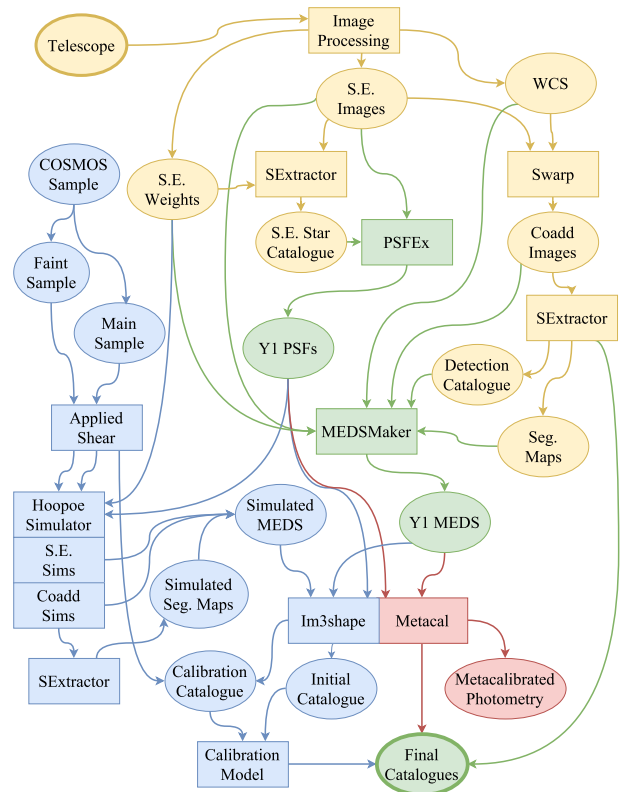 Telescope
Image
Processing
S.E.
Images
WCS
COSMOS
Sample
S.E.
Weights
SExtractor
Swarp
Faint
Sample
S.E. Star
Catalogue
PSFEx
Coadd
Images
Main
Sample
Y1 PSFs
SExtractor
Detection
Catalogue
Applied
Shear
MEDSMaker
Seg.
Maps
Hoopoe
Simulator
S.E.
Sims
Coadd
Sims
Simulated
MEDS
Y1 MEDS
Simulated
Seg. Maps
Im3shape
Metacal
SExtractor
Calibration
Catalogue
Initial
Catalogue
Metacalibrated
Photometry
Calibration
Model
Final
Catalogues